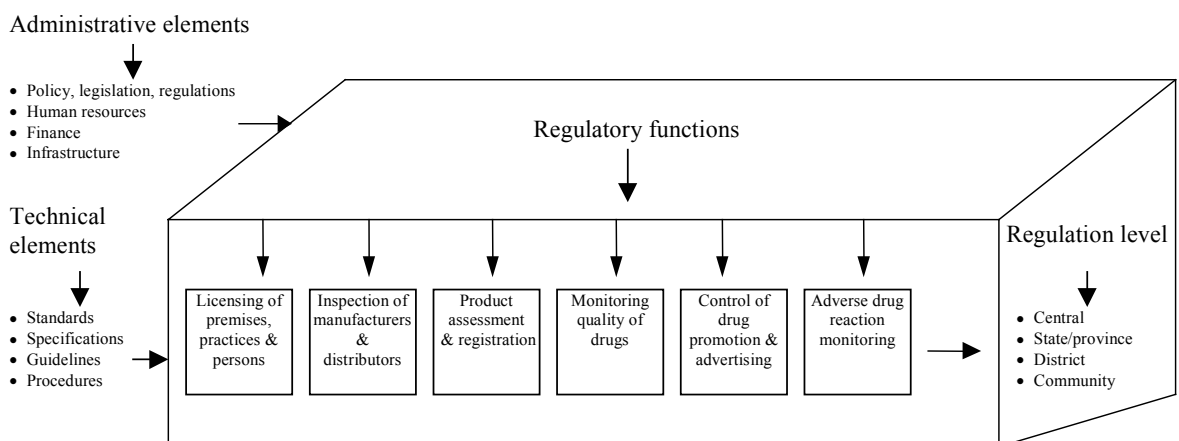 Administrative elements
• Policy, legislation, regulations
• Human resources
• Finance
• Infrastructure
Regulatory functions
Technical
elements
• Standards
• Specifications
• Guidelines
• Procedures
Licensing of
premises,
practices &
persons
Inspection of
manufacturers
&
distributors
Product
assessment
& registration
Monitoring
quality of
drugs
Control of
drug
promotion &
advertising
Adverse drug
reaction
monitoring
Regulation level
• Central
• State/province
• District
• Community